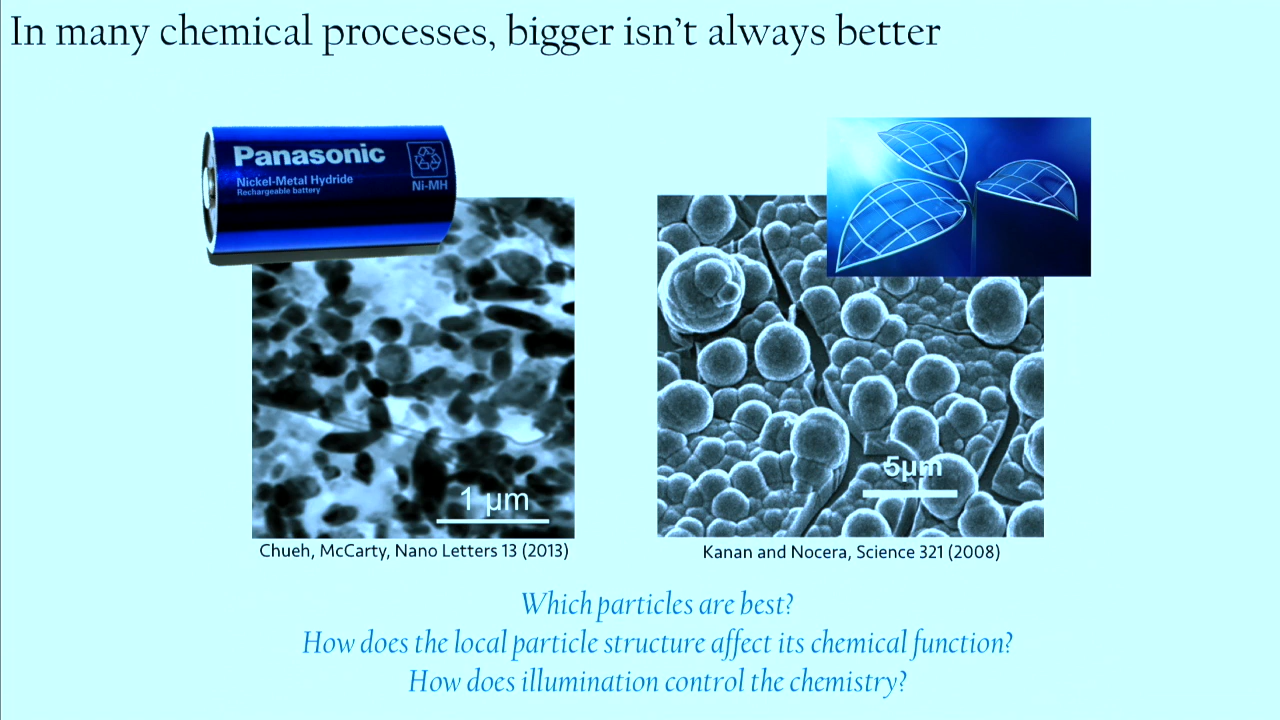 In many chemical processes, bigger isn't always better
Panasonic
Nickel-Metal Hydride
Rechargeable battery
Ni-MH
1 µm
5µm
Chueh, McCarty, Nano Letters 13 (2013)
Kanan and Nocera, Science 321 (2008)
Which particles are best?
How does the local particle structure affect its chemical function?
How does illumination control the chemistry?